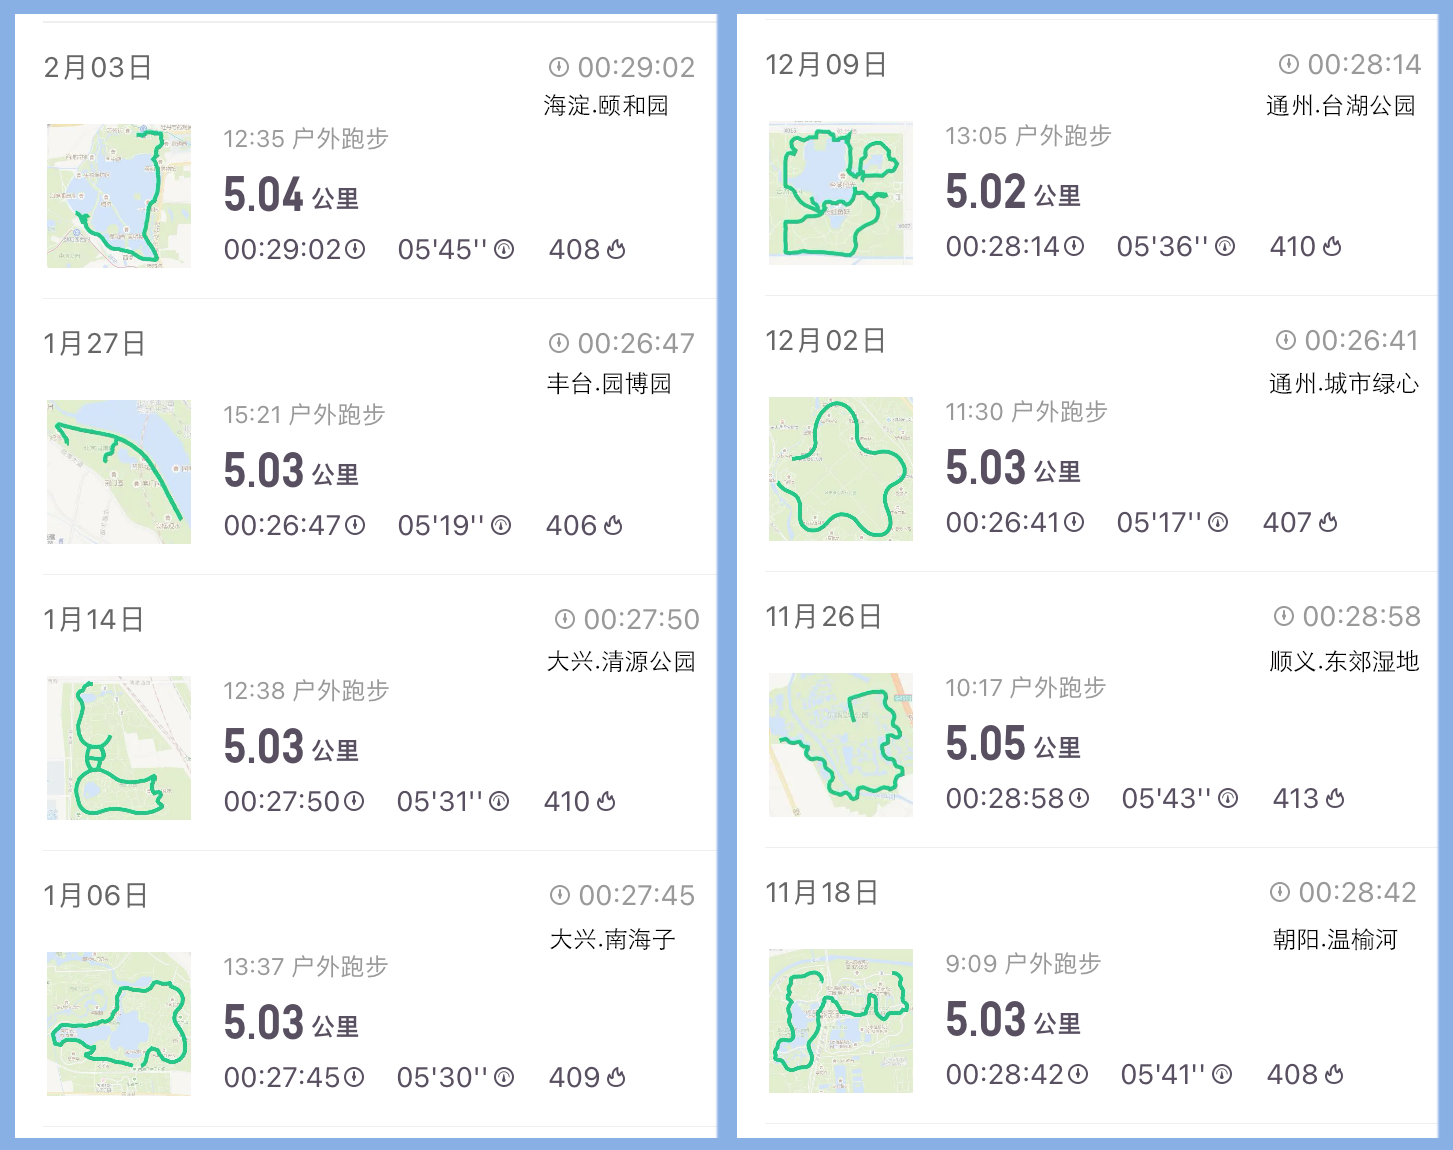 2月03日
00:29:02
海淀.颐和园
12:35 户外跑步
5.04 公里
00:29:02 05'45'' 408
1月27日
00:26:47
丰台.园博园
15:21 户外跑步
5.03 公里
00:26:47 05'19'' 406
1月14日
00:27:50
大兴.清源公园
12:38 户外跑步
5.03 公里
00:27:50 05'31'' 410
1月06日
00:27:45
大兴.南海子
13:37 户外跑步
5.03 公里
00:27:45 05'30'' 409
12月09日
00:28:14
通州.台湖公园
13:05 户外跑步
5.02 公里
00:28:14 05'36'' 410
12月02日
00:26:41
通州.城市绿心
11:30 户外跑步
5.03 公里
00:26:41 05'17'' 407
11月26日
00:28:58
顺义.东郊湿地
10:17 户外跑步
5.05 公里
00:28:58 05'43'' 413
11月18日
00:28:42
朝阳.温榆河
9:09 户外跑步
5.03 公里
00:28:42 05'41'' 408